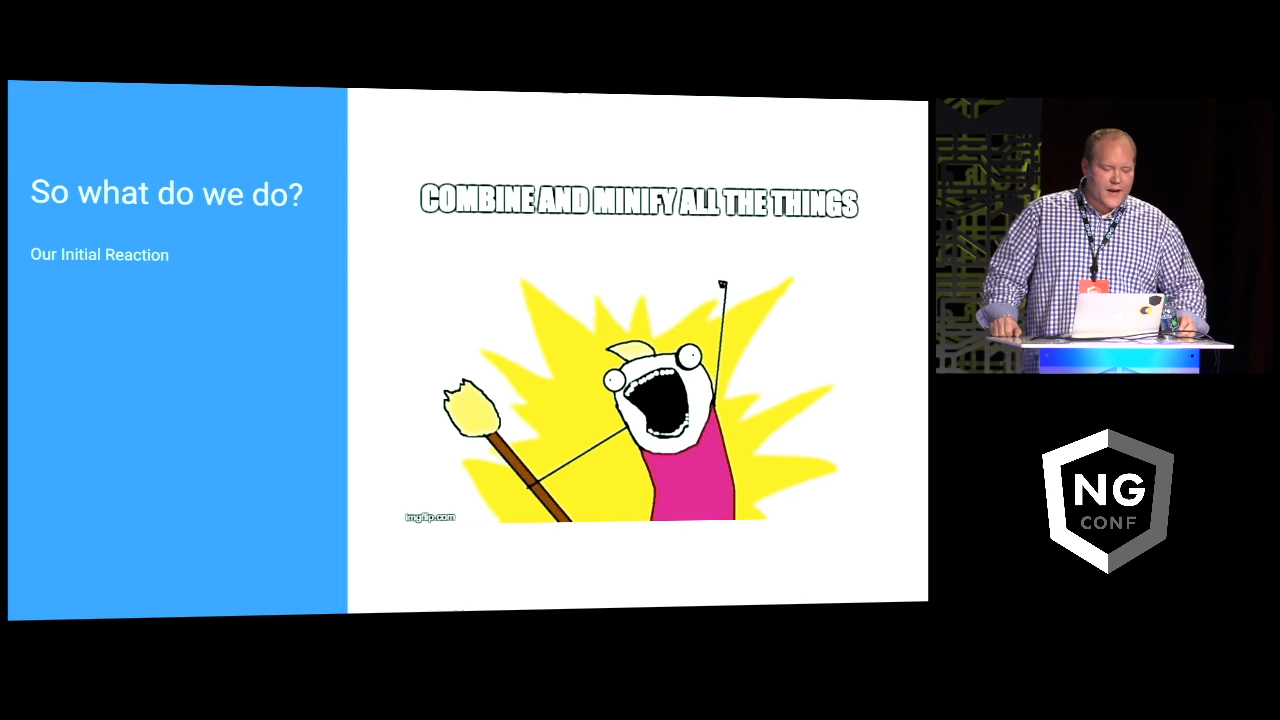 So what do we do?
Our Initial Reaction
COMBINE AND MINIFY ALL THE THINGS
imgflip.com
NG
CONF